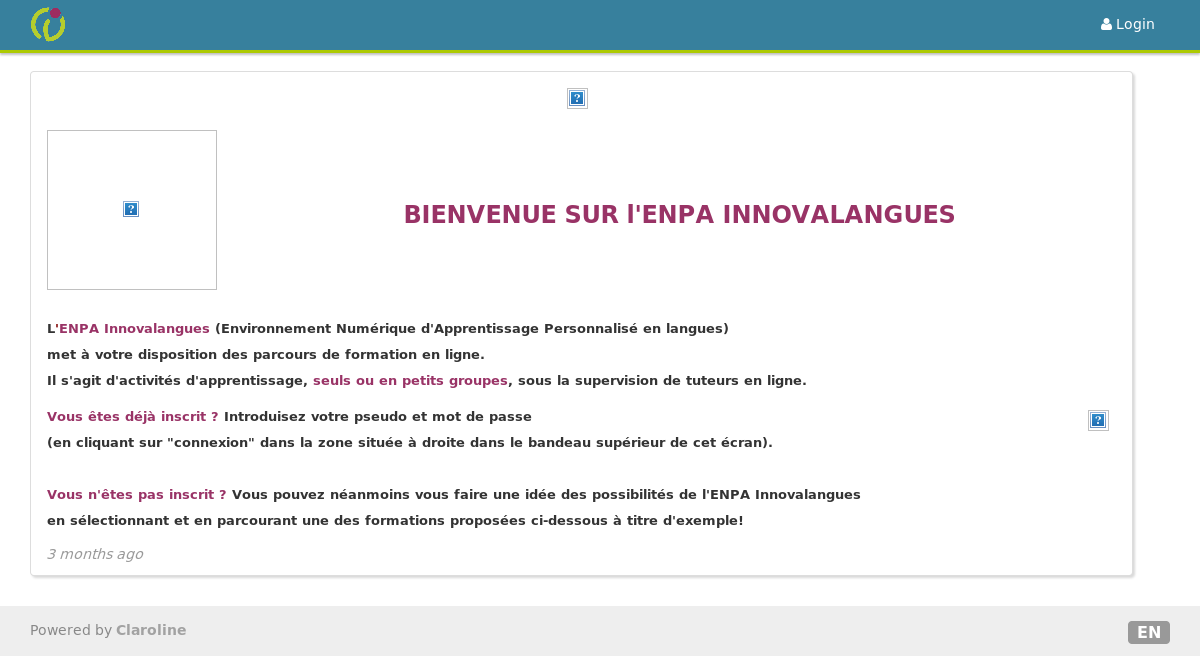 Login
BIENVENUE SUR l'ENPA INNOVALANGUES
L'ENPA Innovalangues (Environnement Numérique d'Apprentissage Personnalisé en langues)
met à votre disposition des parcours de formation en ligne.
Il s'agit d'activités d'apprentissage, seuls ou en petits groupes, sous la supervision de tuteurs en ligne.
Vous êtes déjà inscrit ? Introduisez votre pseudo et mot de passe
(en cliquant sur "connexion" dans la zone située à droite dans le bandeau supérieur de cet écran).
Vous n'êtes pas inscrit ? Vous pouvez néanmoins vous faire une idée des possibilités de l'ENPA Innovalangues
en sélectionnant et en parcourant une des formations proposées ci-dessous à titre d'exemple!
3 months ago
Powered by Claroline
EN